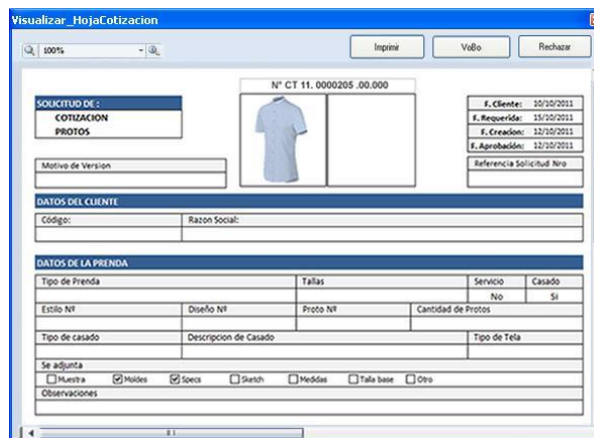 Visualizar_HojaCotizacion
100% Imprimir VoBo Rechazar
N° CT 11. 0000205 .00.000
SOLICITUD DE :
COTIZACION
PROTOS
F. Cliente: 10/10/2011
F. Requerida: 15/10/2011
F. Creacion: 12/10/2011
F. Aprobación: 12/10/2011
Motivo de Version
Referencia Solicitud Nro
DATOS DEL CLIENTE
Código: Razon Social:
DATOS DE LA PRENDA
Tipo de Prenda Tallas Servicio Casado
No Si
Estilo Nº Diseño Nº Proto Nº Cantidad de Protos
Tipo de casado Descripcion de Casado Tipo de Tela
Se adjunta
Muestra Moldes Specs Sketch Medidas Talla base Otro
Observaciones